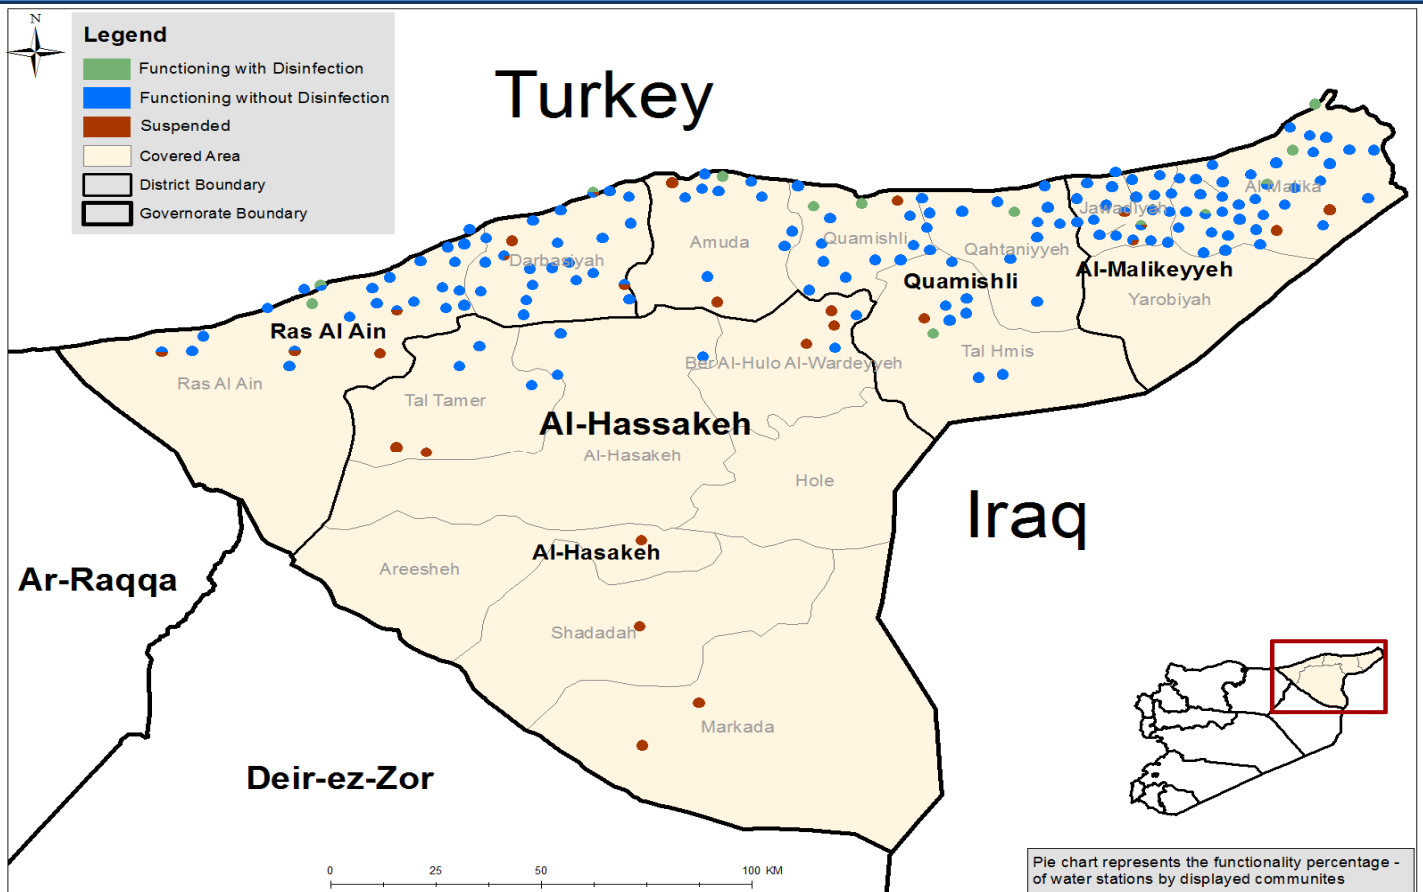 N
Legend
Functioning with Disinfection
Functioning without Disinfection
Suspended
Covered Area
District Boundary
Governorate Boundary
Turkey
Al-Malika
Jawadiyah
Amuda
Quamishli
Qahtaniyyeh
Darbasiyah
Al-Malikeyyeh
Quamishli
Yarobiyah
Ras Al Ain
Tal Hmis
Ber Al-Hulo Al-Wardeyyeh
Ras Al Ain
Tal Tamer
Al-Hassakeh
Al-Hasakeh
Hole
Iraq
Al-Hasakeh
Areesheh
Ar-Raqqa
Shadadah
Markada
Deir-ez-Zor
0 25 50 100 KM
Pie chart represents the functionality percentage -
of water stations by displayed communites